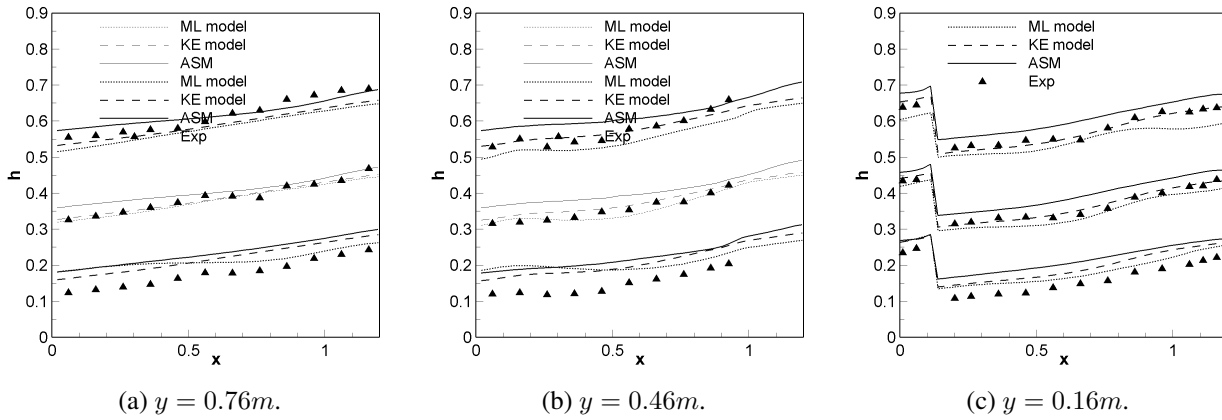 0.9
0.8
0.7
0.6
0.5
0.4
0.3
0.2
0.1
0
h
0
0.5
1
x
ML model
KE model
ASM
ML model
KE model
ASM
Exp
(a) y = 0.76m.
0.9
0.8
0.7
0.6
0.5
0.4
0.3
0.2
0.1
0
h
0
0.5
1
x
ML model
KE model
ASM
ML model
KE model
ASM
Exp
(b) y = 0.46m.
0.9
0.8
0.7
0.6
0.5
0.4
0.3
0.2
0.1
0
h
0
0.5
1
x
ML model
KE model
ASM
Exp
(c) y = 0.16m.